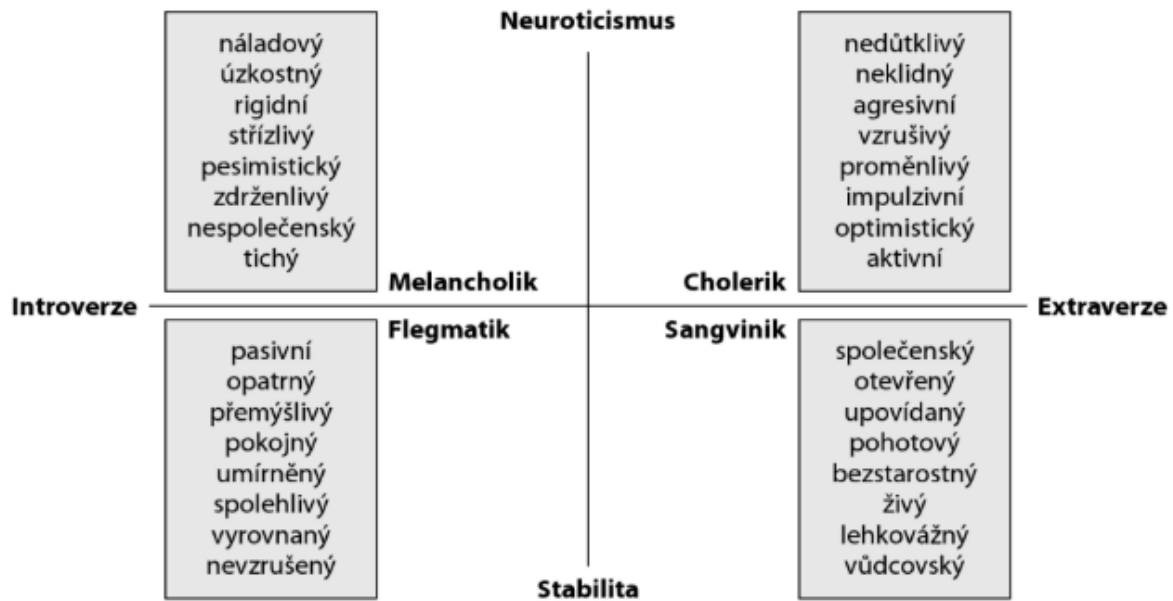 Neuroticismus
náladový
úzkostný
rigidní
střízlivý
pesimistický
zdrženlivý
nespolečenský
tichý
nedůtklivý
neklidný
agresivní
vzrušivý
proměnlivý
impulzivní
optimistický
aktivní
Melancholik
Cholerik
Introverze
Extraverze
Flegmatik
Sangvinik
pasivní
opatrný
přemýšlivý
pokojný
umírněný
spolehlivý
vyrovnaný
nevzrušený
společenský
otevřený
upovídaný
pohotový
bezstarostný
živý
lehkovážný
vůdcovský
Stabilita